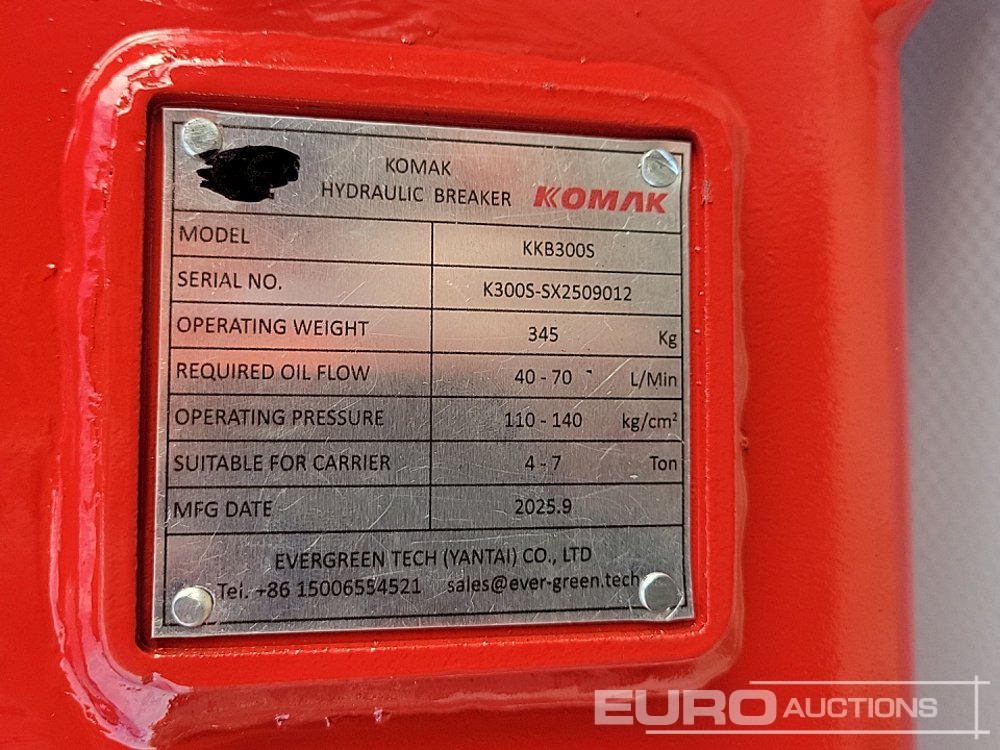 KOMAK
HYDRAULIC BREAKER KOMAK
MODEL KKB300S
SERIAL NO. K300S-SX2509012
OPERATING WEIGHT 345 Kg
REQUIRED OIL FLOW 40 - 70 L/Min
OPERATING PRESSURE 110 - 140 kg/cm²
SUITABLE FOR CARRIER 4 - 7 Ton
MFG DATE 2025.9
EVERGREEN TECH (YANTAI) CO., LTD
Tel. +86 15006554521 sales@ever-green.tech
EURO AUCTIONS